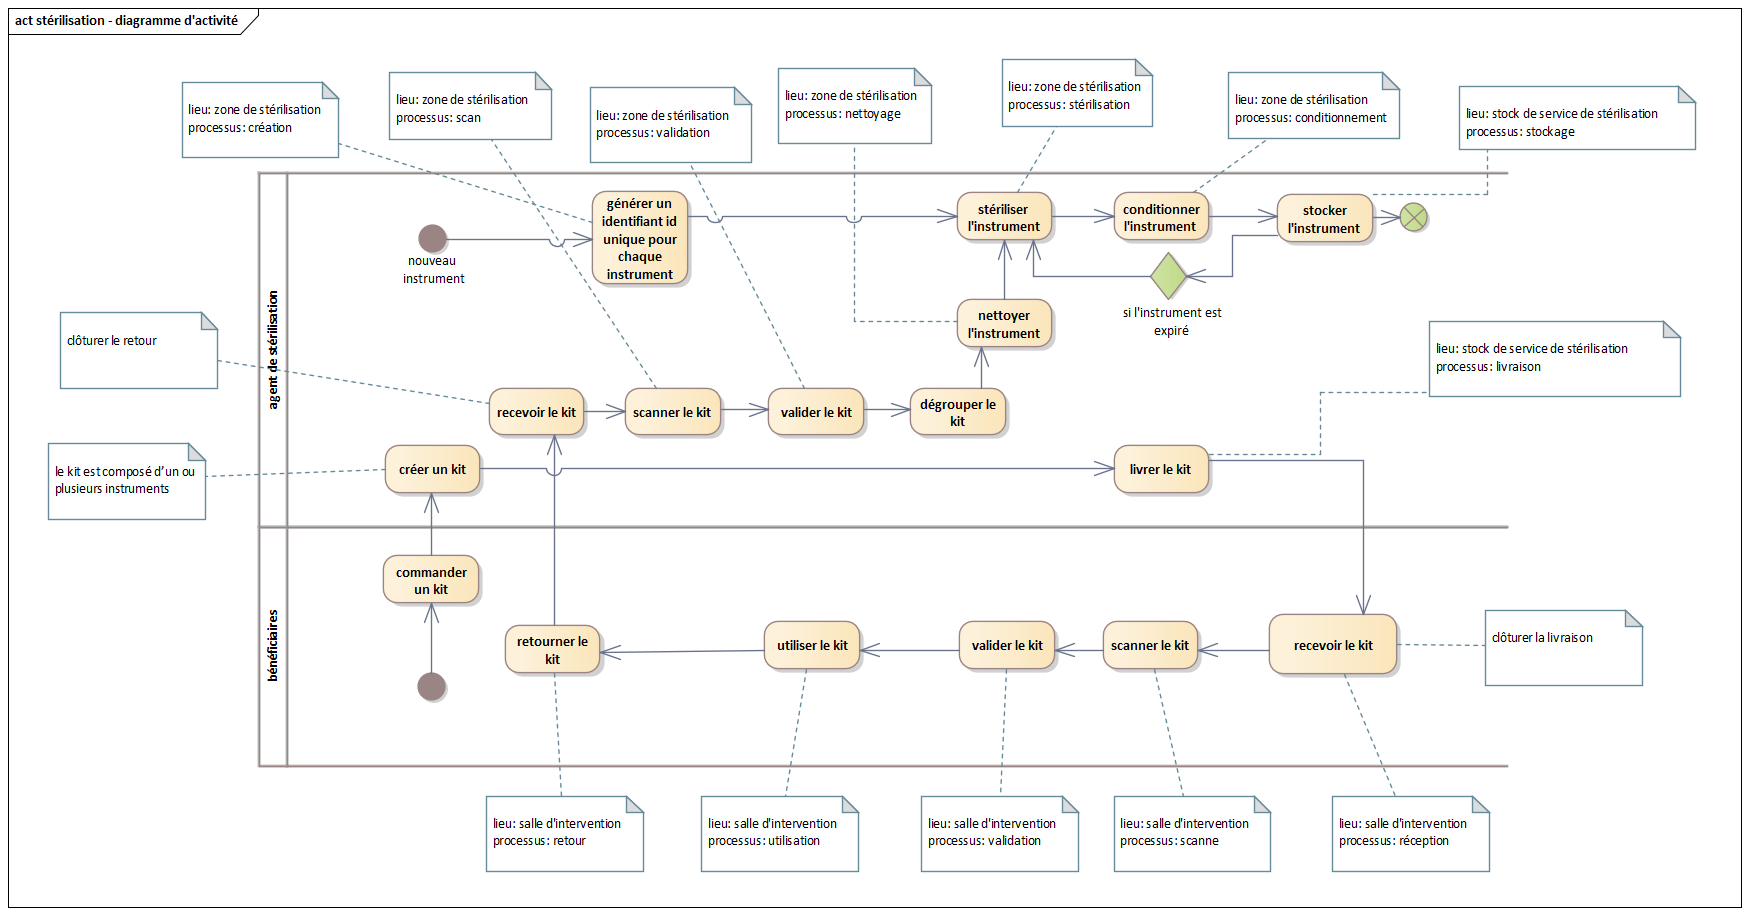 act stérilisation - diagramme d'activité
lieu: zone de stérilisation
processus: création
lieu: zone de stérilisation
processus: scan
lieu: zone de stérilisation
processus: validation
lieu: zone de stérilisation
processus: nettoyage
lieu: zone de stérilisation
processus: stérilisation
lieu: zone de stérilisation
processus: conditionnement
lieu: stock de service de stérilisation
processus: stockage
agent de stérilisation
nouveau
instrument
générer un
identifiant id
unique pour
chaque
instrument
stériliser
l'instrument
conditionner
l'instrument
stocker
l'instrument
si l'instrument est
expiré
nettoyer
l'instrument
clôturer le retour
lieu: stock de service de stérilisation
processus: livraison
recevoir le kit
scanner le kit
valider le kit
dégrouper le
kit
le kit est composé d'un ou
plusieurs instruments
créer un kit
livrer le kit
bénéficiaires
commander
un kit
retourner le
kit
utiliser le kit
valider le kit
scanner le kit
recevoir le kit
clôturer la livraison
lieu: salle d'intervention
processus: retour
lieu: salle d'intervention
processus: utilisation
lieu: salle d'intervention
processus: validation
lieu: salle d'intervention
processus: scanne
lieu: salle d'intervention
processus: réception